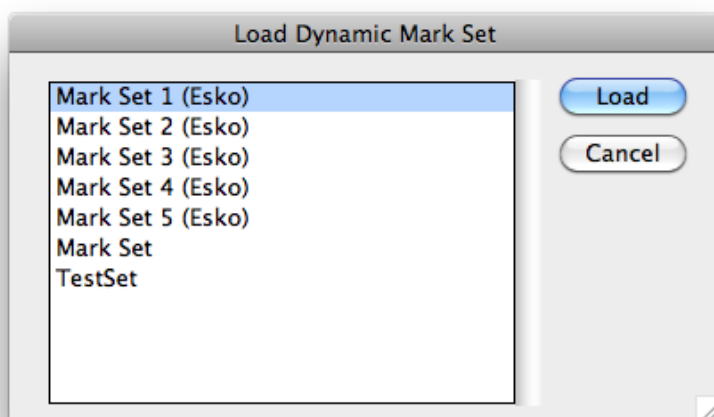 Load Dynamic Mark Set
Mark Set 1 (Esko)
Mark Set 2 (Esko)
Mark Set 3 (Esko)
Mark Set 4 (Esko)
Mark Set 5 (Esko)
Mark Set
TestSet
Load
Cancel